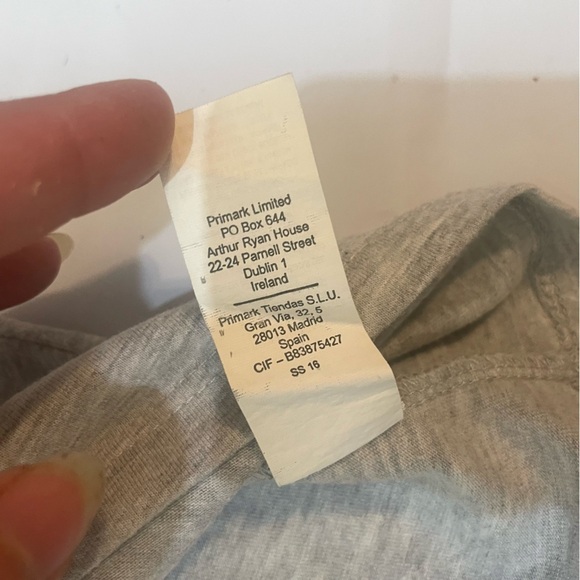 Primark Limited
PO Box 644
Arthur Ryan House
22-24 Parnell Street
Dublin 1
Ireland
Primark Tiendas S.L.U.
Gran Via, 32, 5
28013 Madrid
Spain
CIF – B83875427
SS 16